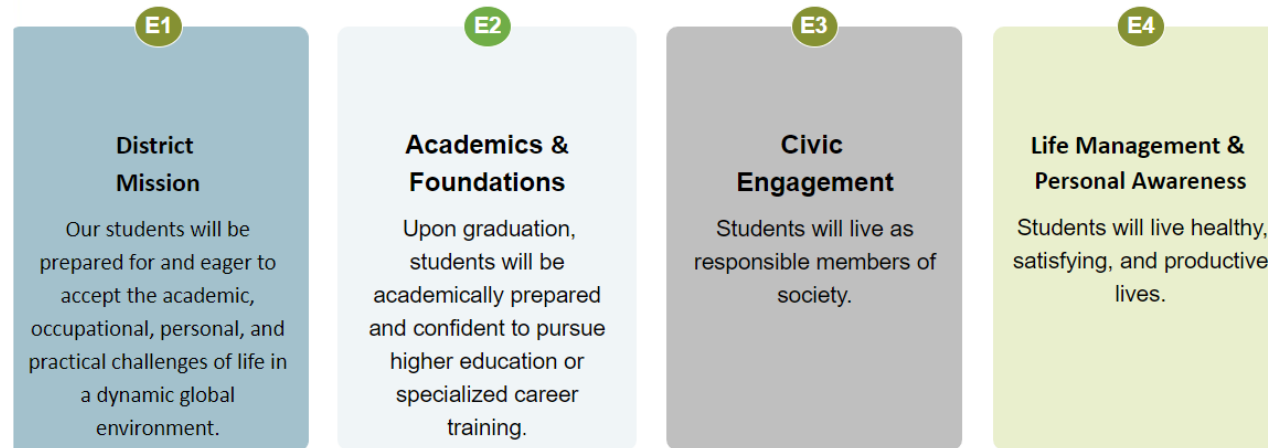 E1
District
Mission
Our students will be
prepared for and eager to
accept the academic,
occupational, personal, and
practical challenges of life in
a dynamic global
environment.
E2
Academics &
Foundations
Upon graduation,
students will be
academically prepared
and confident to pursue
higher education or
specialized career
training.
E3
Civic
Engagement
Students will live as
responsible members of
society.
E4
Life Management &
Personal Awareness
Students will live healthy,
satisfying, and productive
lives.